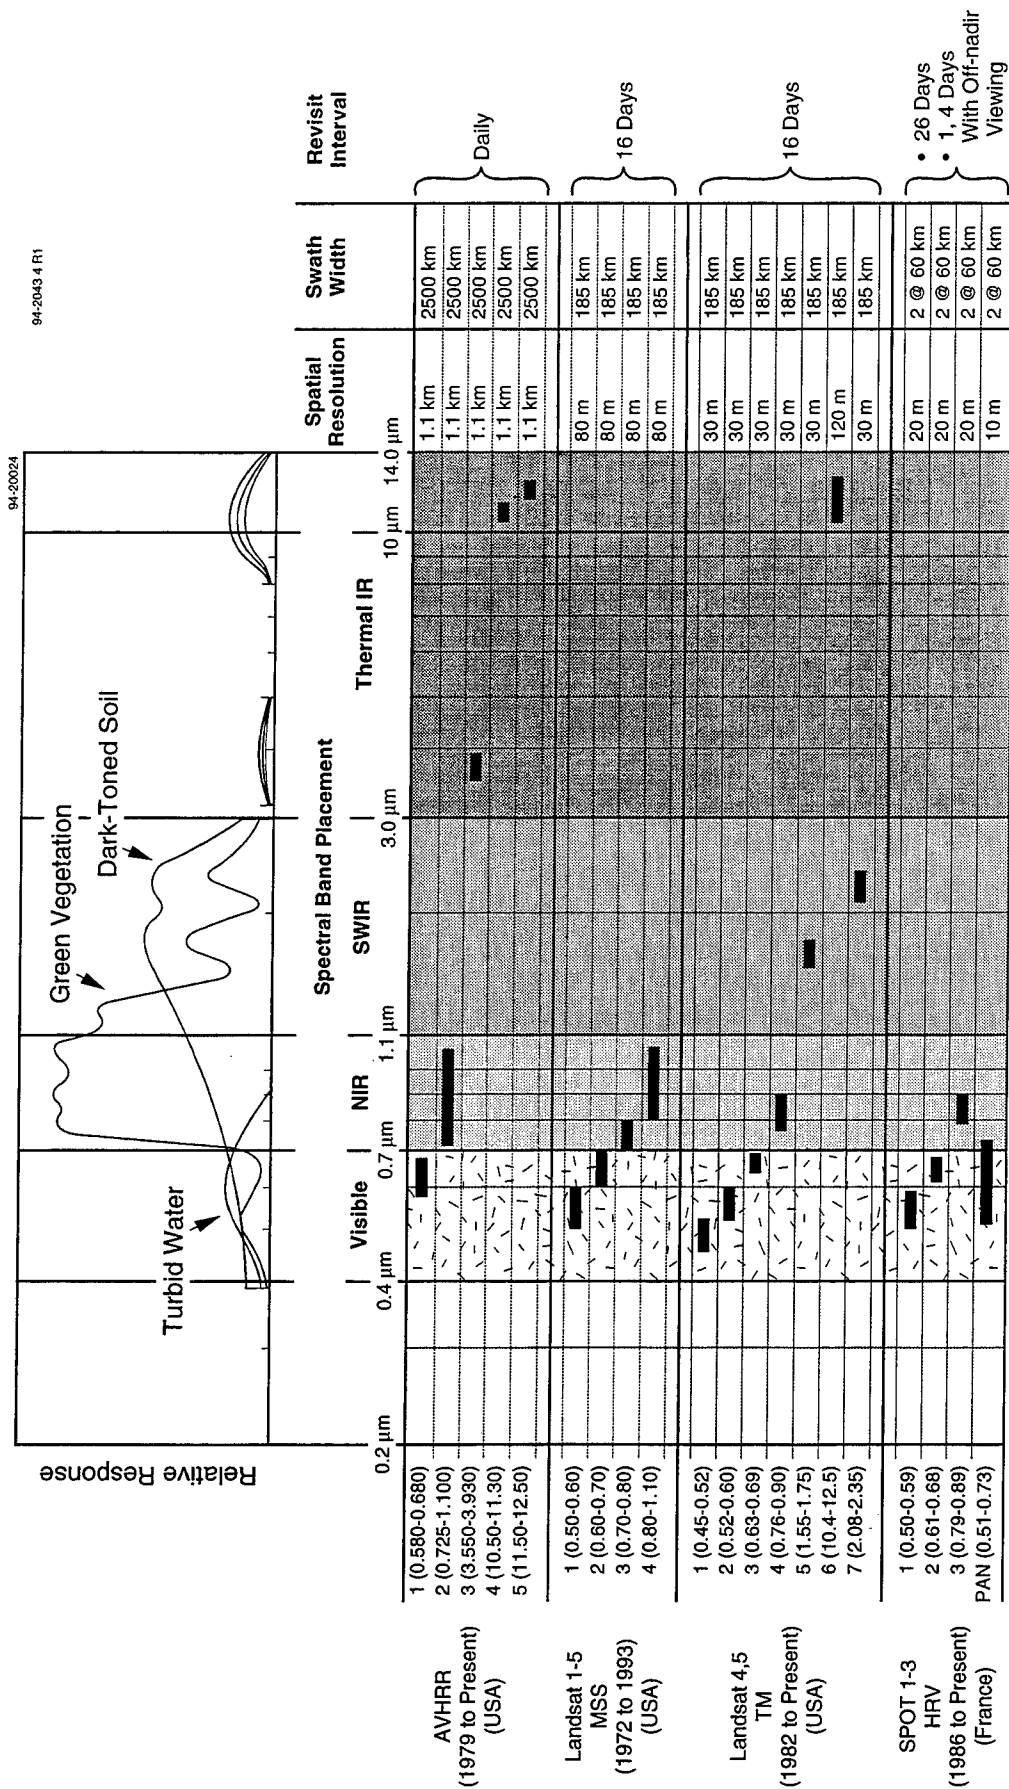 94-20024
94-2043 4 R1
Relative Response
Turbid Water
Green Vegetation
Dark-Toned Soil
Spectral Band Placement
Visible
NIR
SWIR
Thermal IR
Spatial Resolution
Swath Width
Revisit Interval
0.2 µm
0.4 µm
0.7 µm
1.1 µm
3.0 µm
10 µm
14.0 µm
AVHRR
(1979 to Present)
(USA)
1 (0.580-0.680) 1.1 km 2500 km
2 (0.725-1.100) 1.1 km 2500 km
3 (3.550-3.930) 1.1 km 2500 km
4 (10.50-11.30) 1.1 km 2500 km
5 (11.50-12.50) 1.1 km 2500 km
Daily
Landsat 1-5
MSS
(1972 to 1993)
(USA)
1 (0.50-0.60) 80 m 185 km
2 (0.60-0.70) 80 m 185 km
3 (0.70-0.80) 80 m 185 km
4 (0.80-1.10) 80 m 185 km
16 Days
Landsat 4,5
TM
(1982 to Present)
(USA)
1 (0.45-0.52) 30 m 185 km
2 (0.52-0.60) 30 m 185 km
3 (0.63-0.69) 30 m 185 km
4 (0.76-0.90) 30 m 185 km
5 (1.55-1.75) 30 m 185 km
6 (10.4-12.5) 120 m 185 km
7 (2.08-2.35) 30 m 185 km
16 Days
SPOT 1-3
HRV
(1986 to Present)
(France)
1 (0.50-0.59) 20 m 2 @ 60 km
2 (0.61-0.68) 20 m 2 @ 60 km
3 (0.79-0.89) 20 m 2 @ 60 km
PAN (0.51-0.73) 10 m 2 @ 60 km
• 26 Days
• 1, 4 Days
With Off-nadir
Viewing